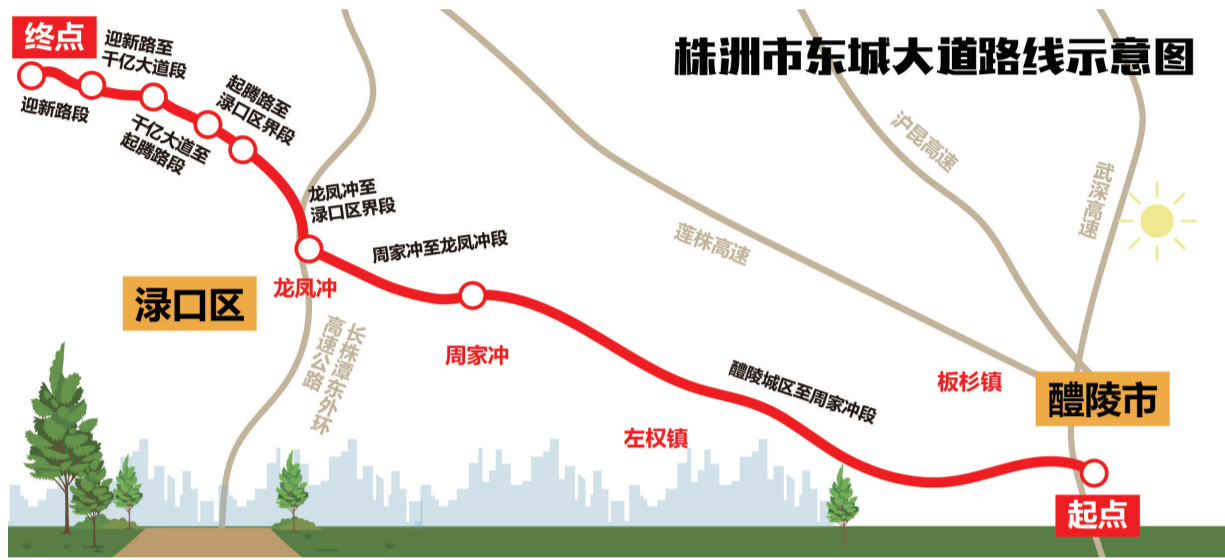 株洲市东城大道路线示意图
终点
迎新路至
千亿大道段
迎新路段
起腾路至
渌口区界段
千亿大道至
起腾路段
龙凤冲至
渌口区界段
周家冲至龙凤冲段
龙凤冲
渌口区
长株潭东外环
高速公路
周家冲
沪昆高速
武深高速
莲株高速
醴陵城区至周家冲段
板杉镇
醴陵市
左权镇
起点